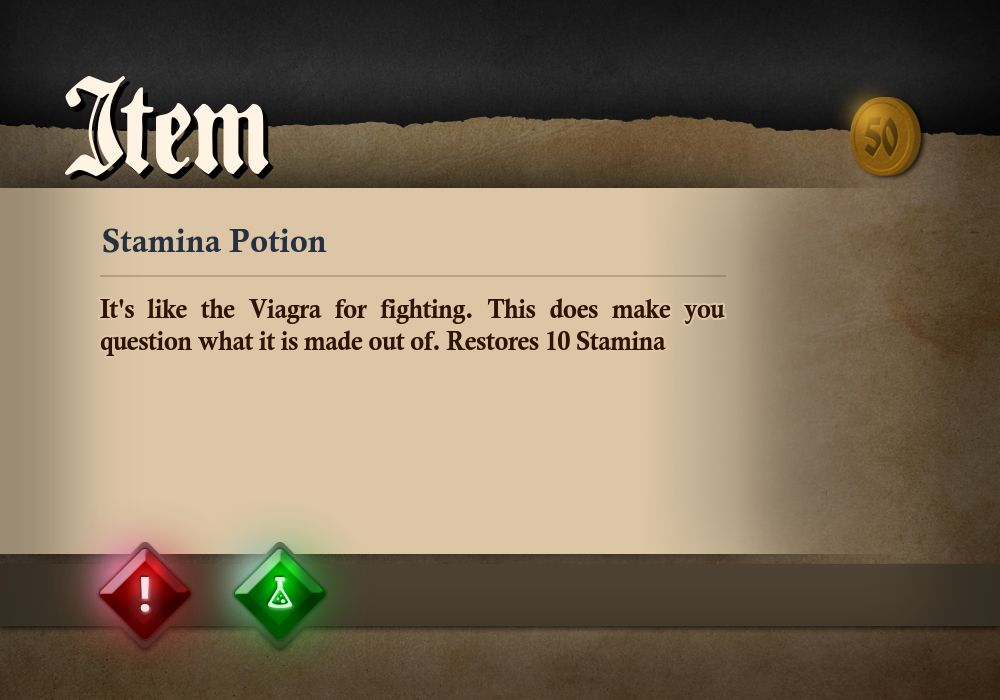 Item
50
Stamina Potion
It's like the Viagra for fighting. This does make you
question what it is made out of. Restores 10 Stamina
!